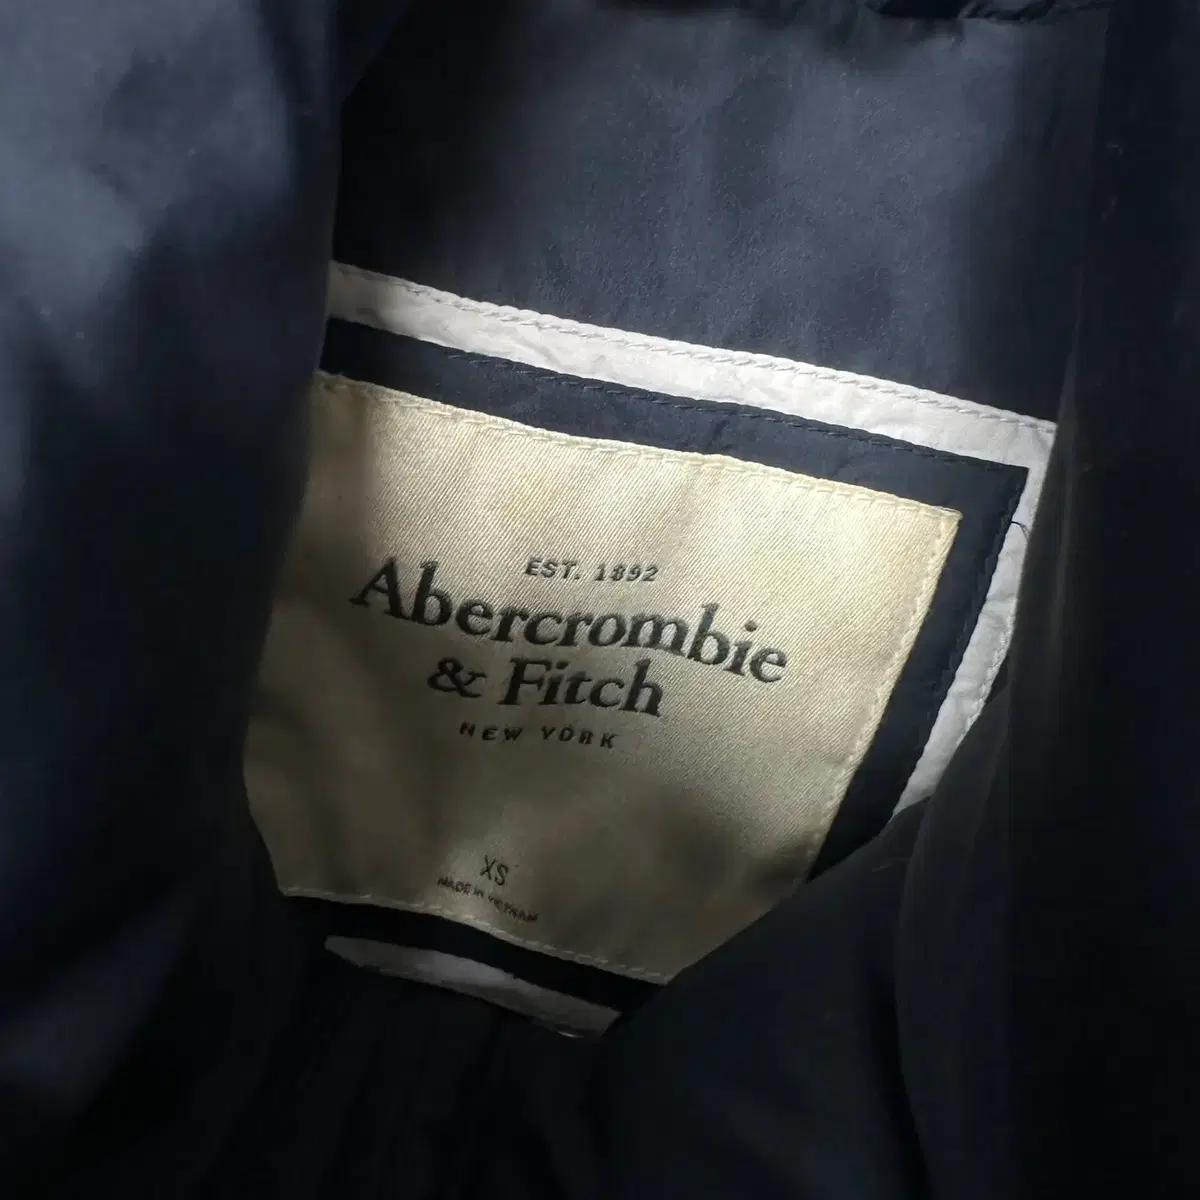 EST. 1892
Abercrombie
& Fitch
NEW YORK
XS
MADE IN VIETNAM